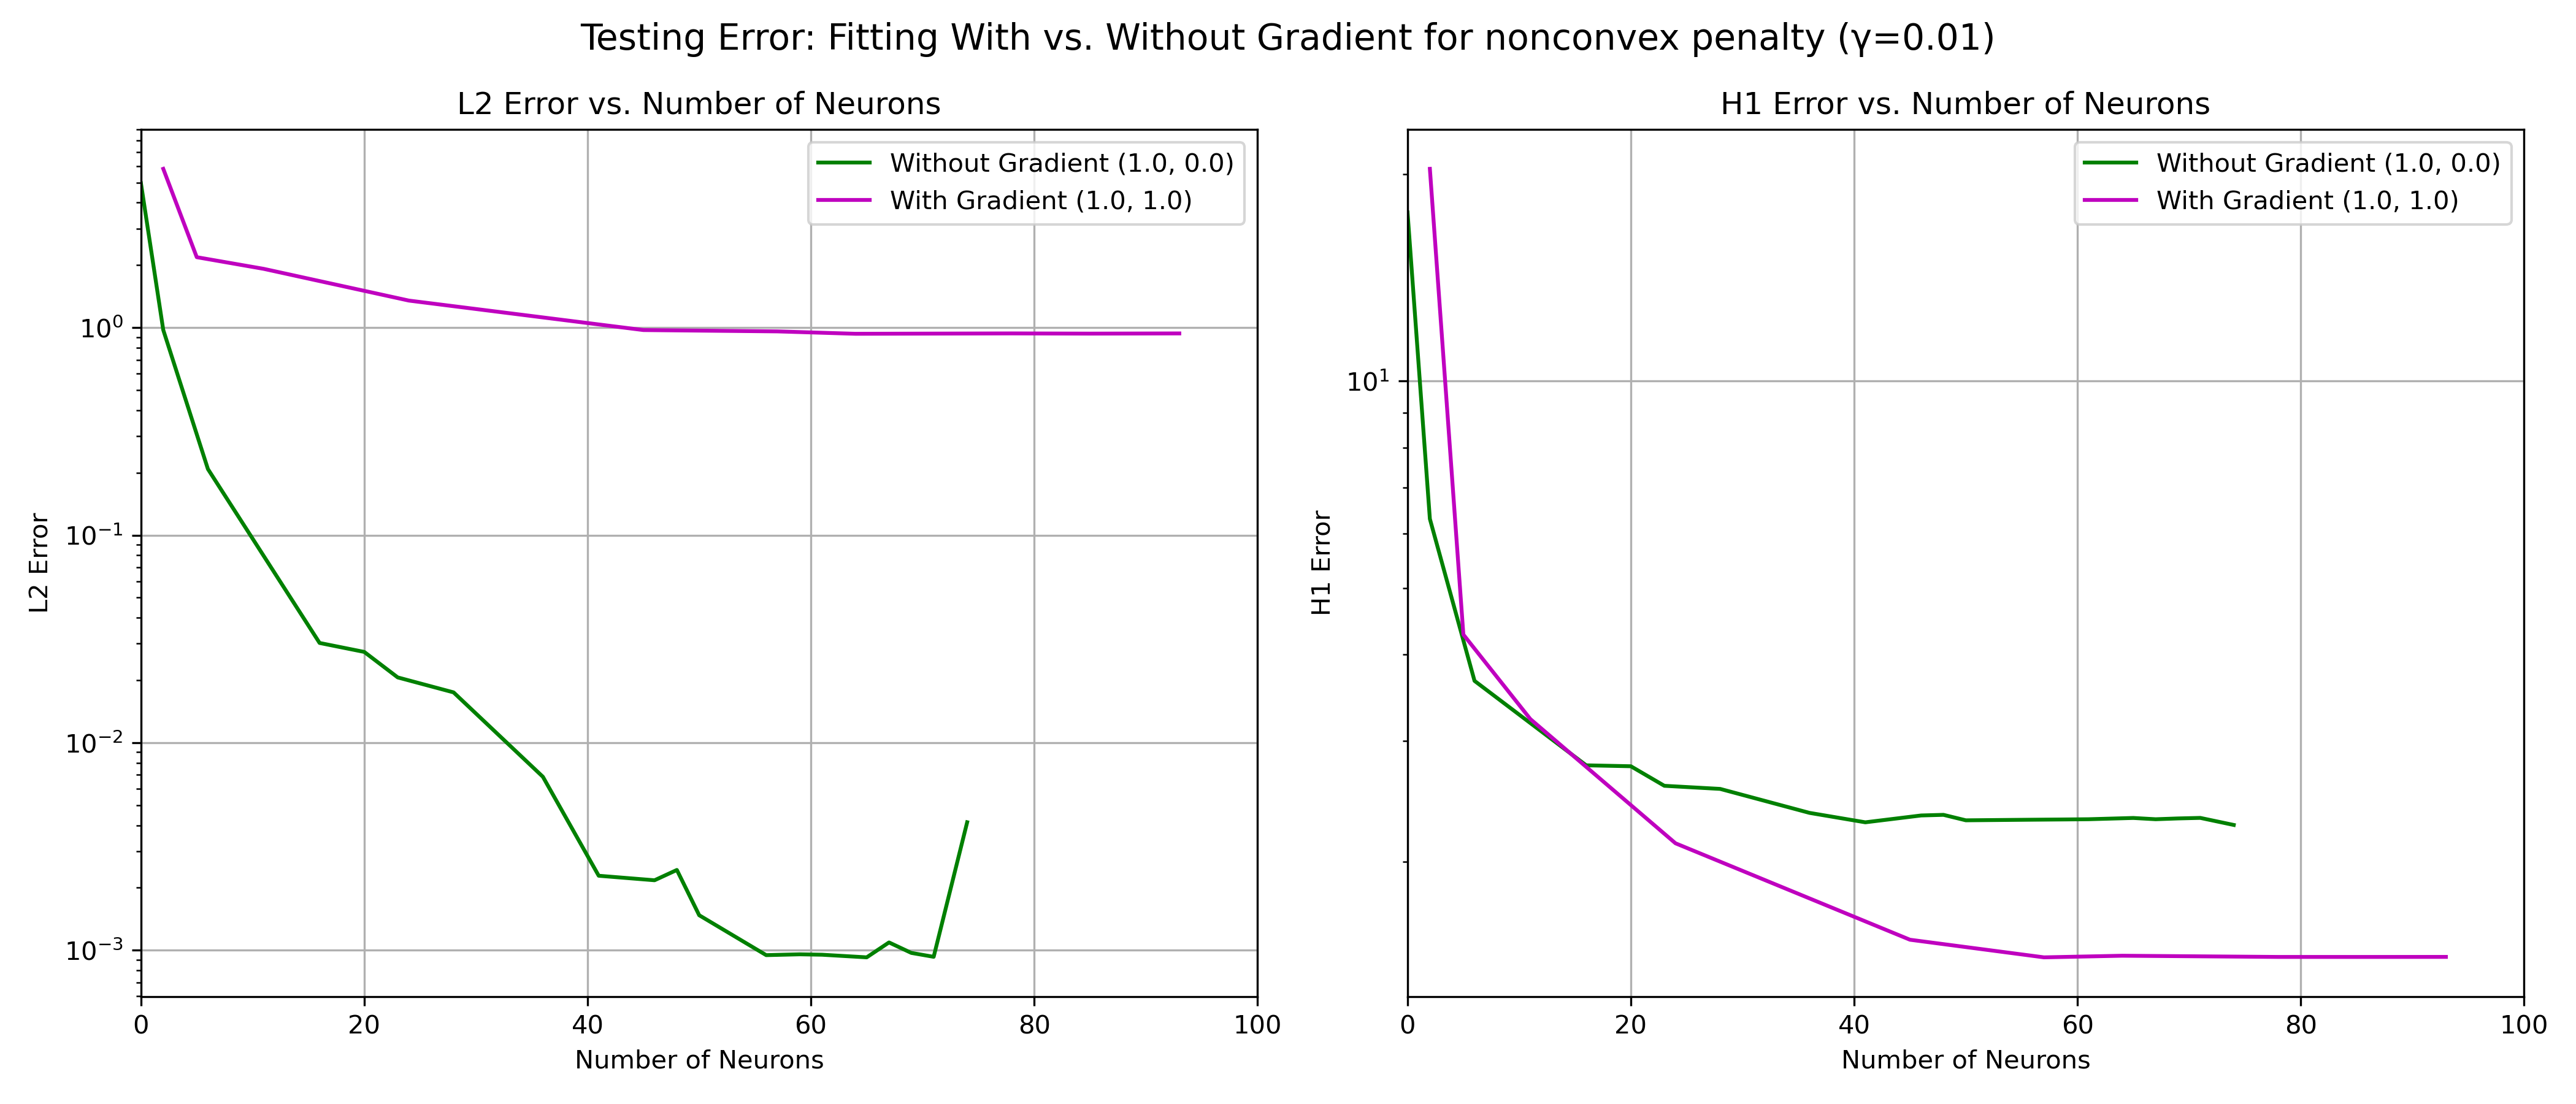 Testing Error: Fitting With vs. Without Gradient for nonconvex penalty (γ=0.01)
L2 Error vs. Number of Neurons
Without Gradient (1.0, 0.0)
With Gradient (1.0, 1.0)
L2 Error
10⁰
10⁻¹
10⁻²
10⁻³
0 20 40 60 80 100
Number of Neurons
H1 Error vs. Number of Neurons
Without Gradient (1.0, 0.0)
With Gradient (1.0, 1.0)
H1 Error
10¹
0 20 40 60 80 100
Number of Neurons